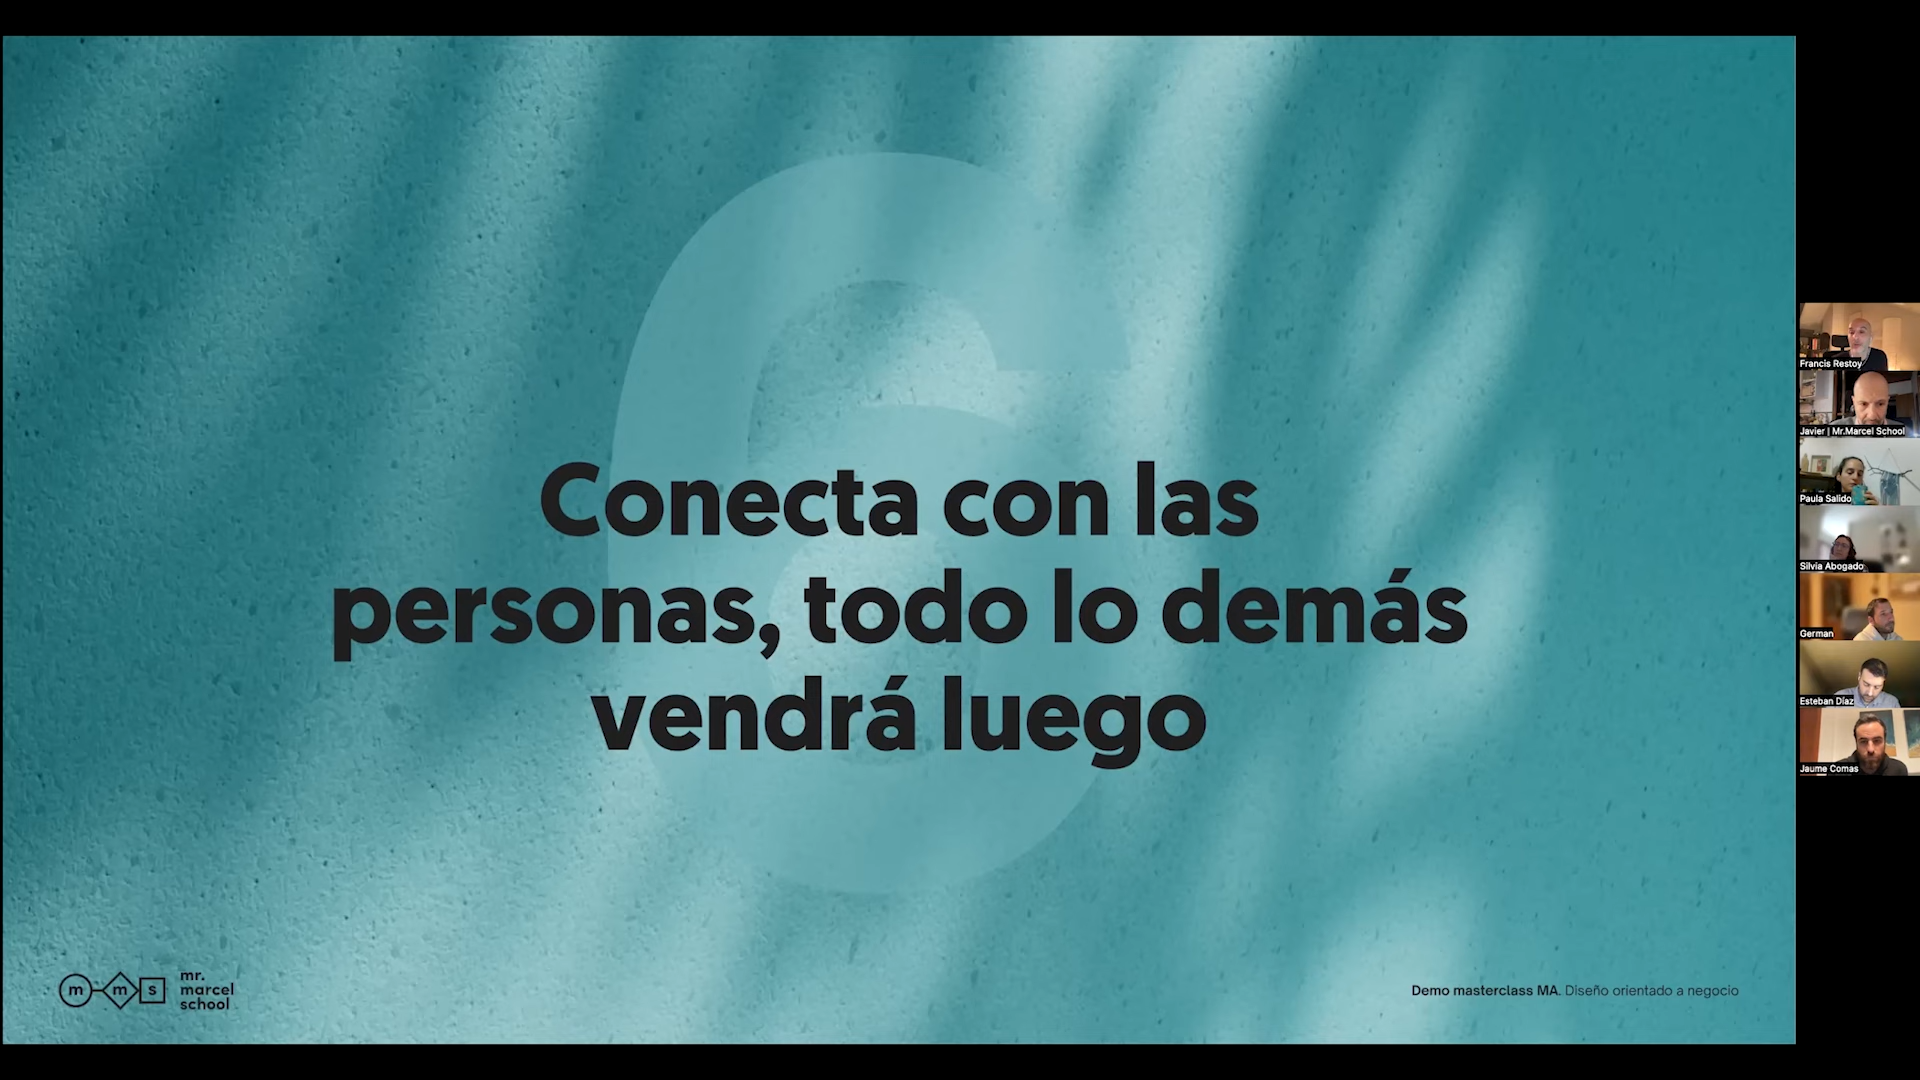 6
Conecta con las
personas, todo lo demás
vendrá luego
m m s
mr.
marcel
school
Demo masterclass MA. Diseño orientado a negocio
Francis Restoy
Javier | Mr.Marcel School
Paula Salido
Silvia Abogado
German
Esteban Díaz
Jaume Comas